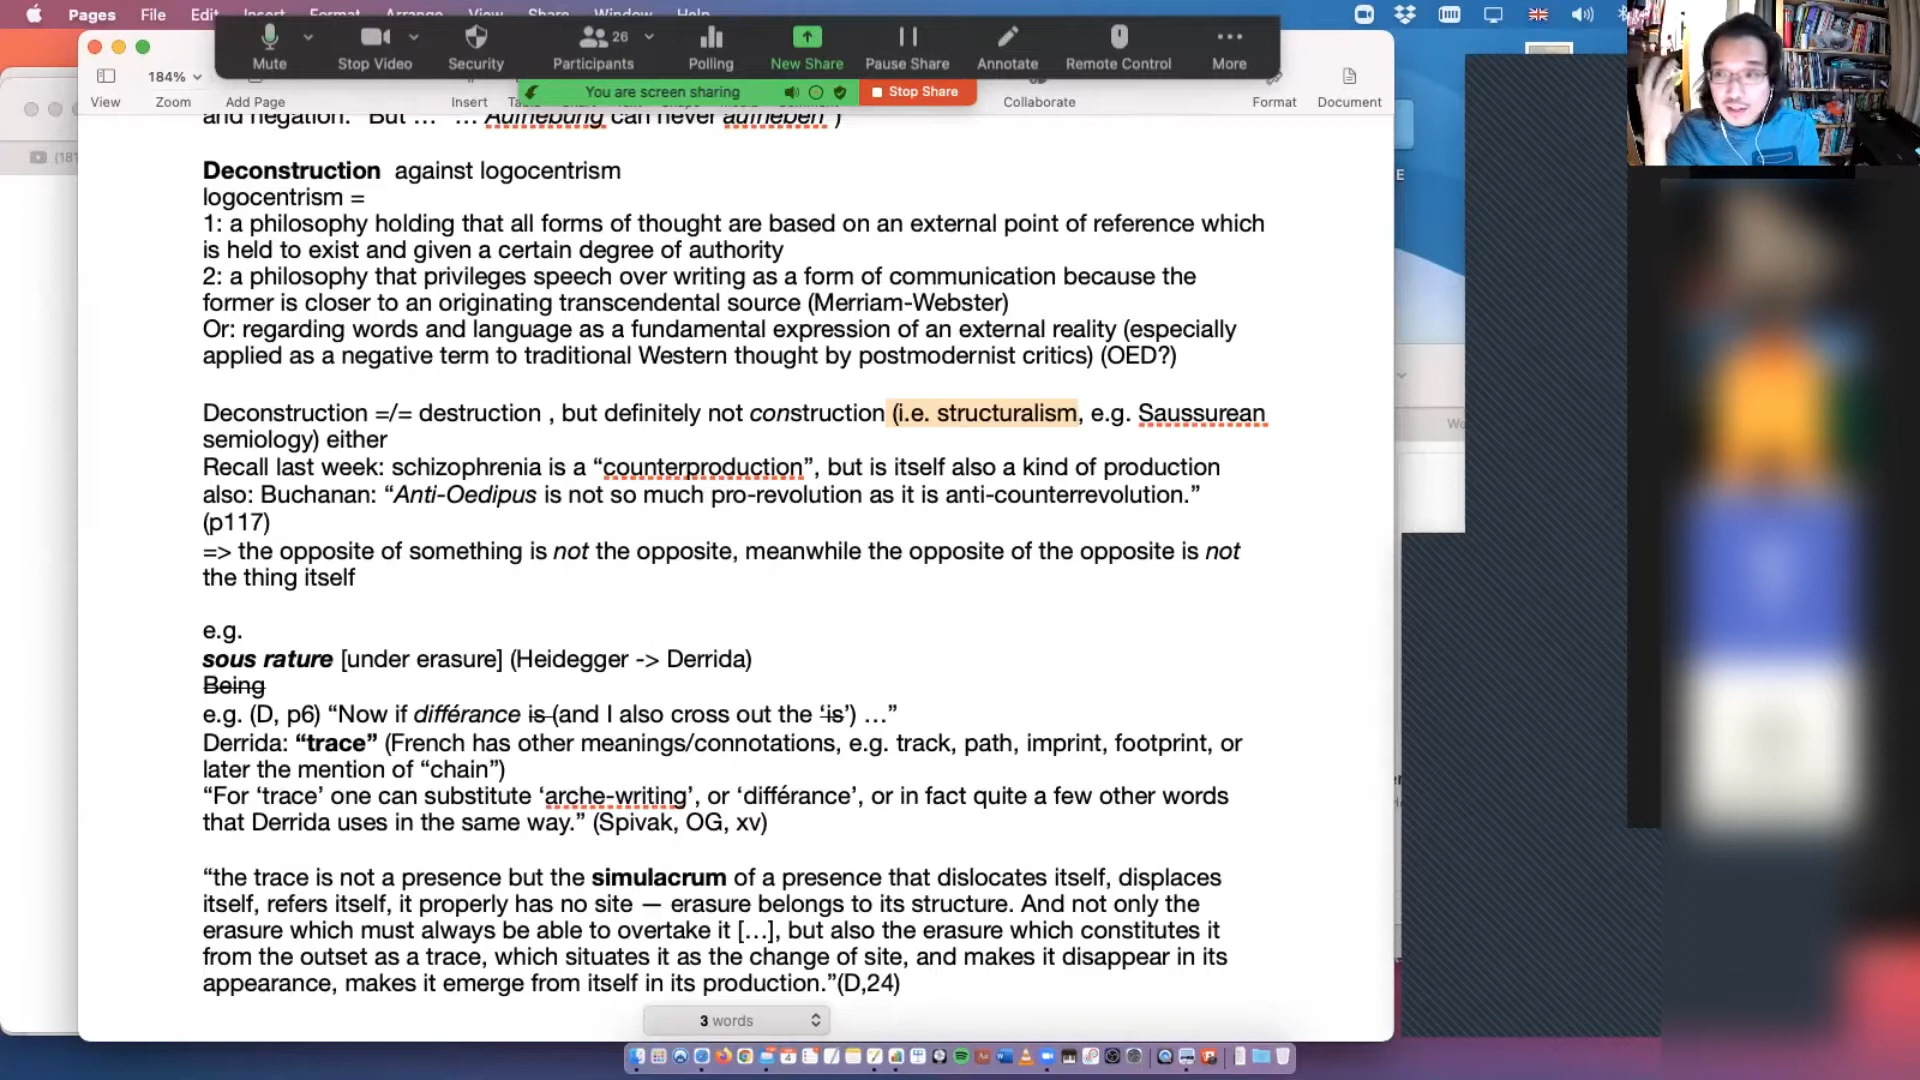 Pages File Edit Insert Format Arrange View Share Window Help
Mute Stop Video Security Participants 26 Polling New Share Pause Share Annotate Remote Control More
You are screen sharing Stop Share
184%
View Zoom Add Page Insert Collaborate Format Document
and negation. "But … "… Aufhebung can never aufheben")
Deconstruction against logocentrism
logocentrism =
1: a philosophy holding that all forms of thought are based on an external point of reference which
is held to exist and given a certain degree of authority
2: a philosophy that privileges speech over writing as a form of communication because the
former is closer to an originating transcendental source (Merriam-Webster)
Or: regarding words and language as a fundamental expression of an external reality (especially
applied as a negative term to traditional Western thought by postmodernist critics) (OED?)
Deconstruction =/= destruction , but definitely not construction (i.e. structuralism, e.g. Saussurean
semiology) either
Recall last week: schizophrenia is a “counterproduction”, but is itself also a kind of production
also: Buchanan: “Anti-Oedipus is not so much pro-revolution as it is anti-counterrevolution.”
(p117)
=> the opposite of something is not the opposite, meanwhile the opposite of the opposite is not
the thing itself
e.g.
sous rature [under erasure] (Heidegger -> Derrida)
Being
e.g. (D, p6) “Now if différance is (and I also cross out the ‘is’) …”
Derrida: “trace” (French has other meanings/connotations, e.g. track, path, imprint, footprint, or
later the mention of “chain”)
“For ‘trace’ one can substitute ‘arche-writing’, or ‘différance’, or in fact quite a few other words
that Derrida uses in the same way.” (Spivak, OG, xv)
“the trace is not a presence but the simulacrum of a presence that dislocates itself, displaces
itself, refers itself, it properly has no site — erasure belongs to its structure. And not only the
erasure which must always be able to overtake it […], but also the erasure which constitutes it
from the outset as a trace, which situates it as the change of site, and makes it disappear in its
appearance, makes it emerge from itself in its production.”(D,24)
3 words